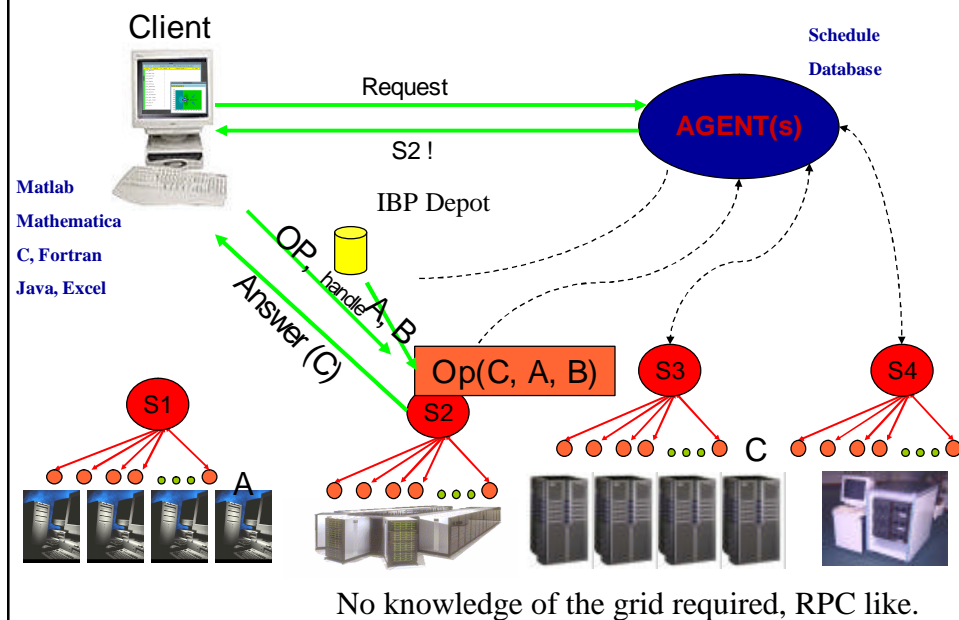 Client
Schedule
Database
Request
AGENT(s)
S2 !
Matlab
Mathematica
C, Fortran
Java, Excel
IBP Depot
OP,
handle
A, B
Answer (C)
Op(C, A, B)
S1
S2
S3
S4
A
C
No knowledge of the grid required, RPC like.